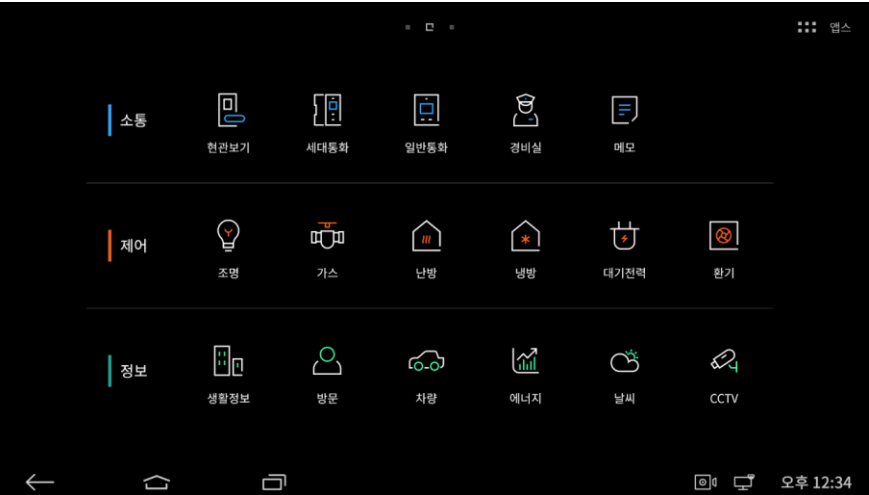 앱스
소통
현관보기
세대통화
일반통화
경비실
메모
제어
조명
가스
난방
냉방
대기전력
환기
정보
생활정보
방문
차량
에너지
날씨
CCTV
오후 12:34